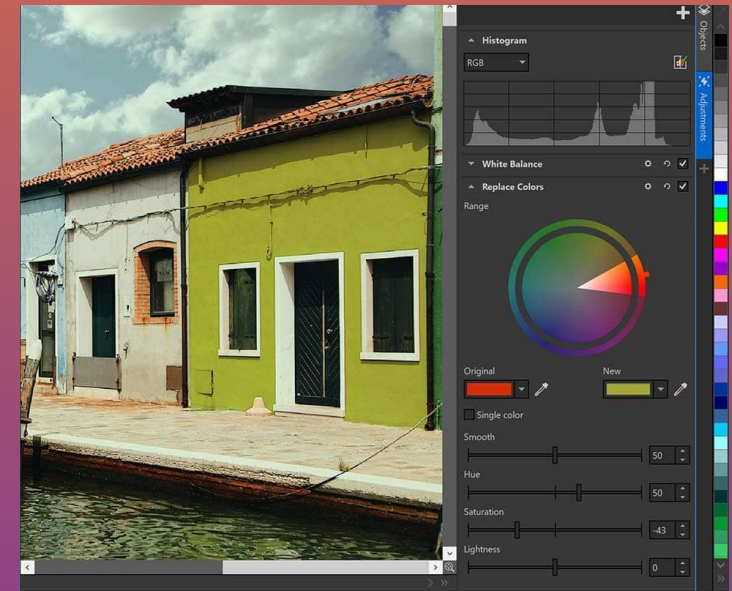 Histogram
RGB
White Balance
Replace Colors
Range
Original
New
Single color
Smooth
50
Hue
50
Saturation
-43
Lightness
0
Objects
Adjustments